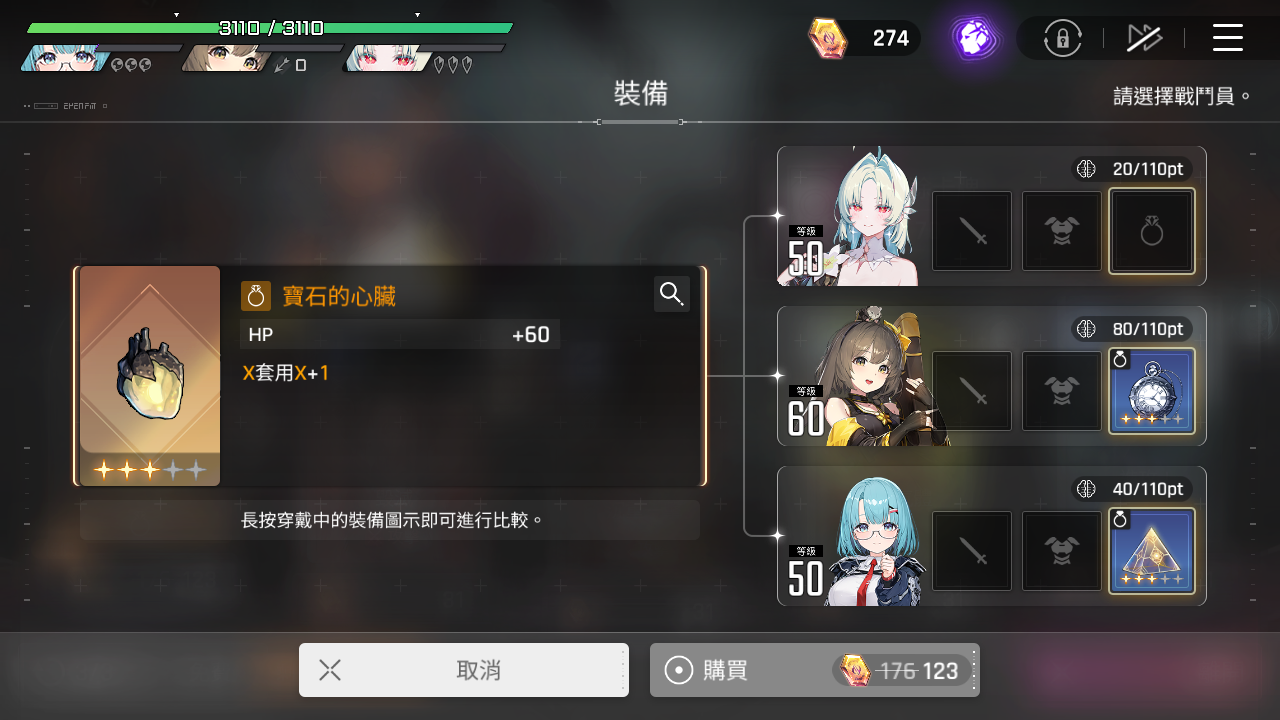 3110 / 3110
274
0
裝備
請選擇戰鬥員。
20/110pt
等級
50
寶石的心臟
HP
+60
X套用X+1
80/110pt
等級
60
長按穿戴中的裝備圖示即可進行比較。
40/110pt
等級
50
取消
購買
176 123